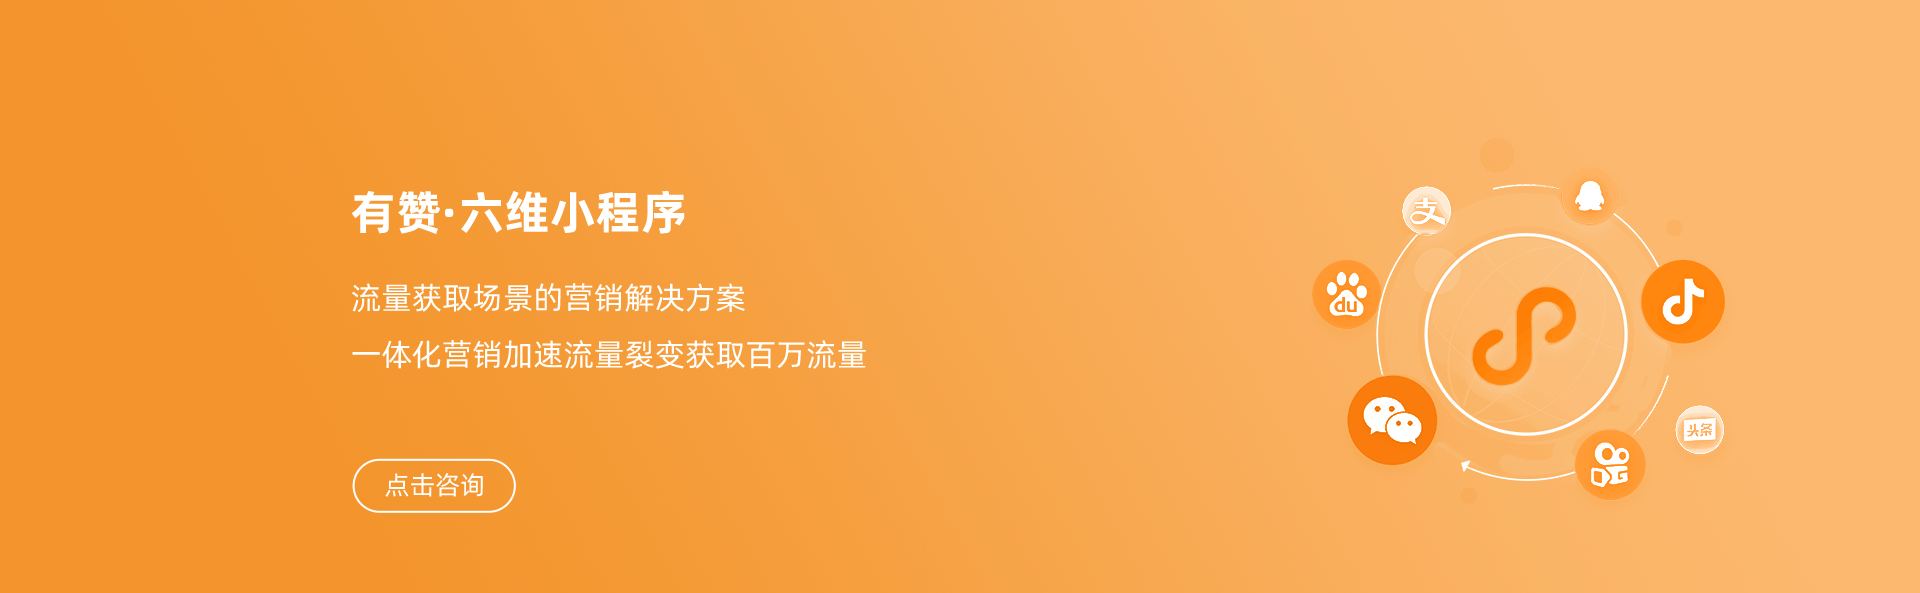 有赞·六维小程序
流量获取场景的营销解决方案
一体化营销加速流量裂变获取百万流量
点击咨询
支
du
头条